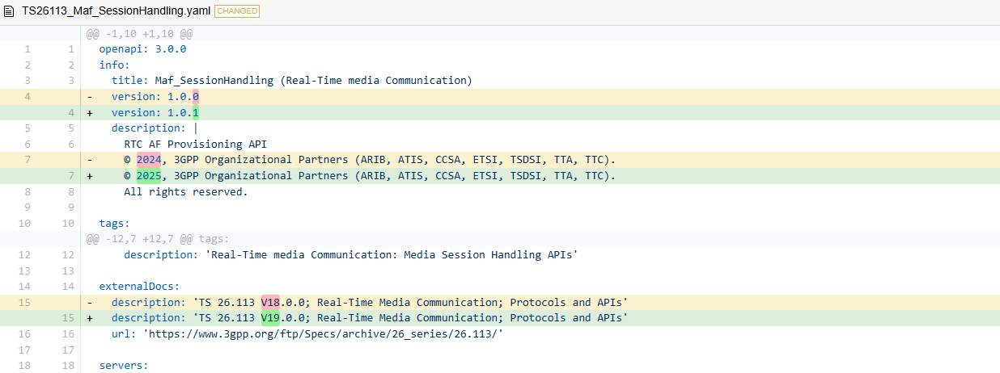 TS26113_Maf_SessionHandling.yaml CHANGED
@@ -1,10 +1,10 @@
1 1 openapi: 3.0.0
2 2 info:
3 3 title: Maf_SessionHandling (Real-Time media Communication)
4 - version: 1.0.0
4 + version: 1.0.1
5 5 description: |
6 6 RTC AF Provisioning API
7 - © 2024, 3GPP Organizational Partners (ARIB, ATIS, CCSA, ETSI, TSDSI, TTA, TTC).
7 + © 2025, 3GPP Organizational Partners (ARIB, ATIS, CCSA, ETSI, TSDSI, TTA, TTC).
8 8 All rights reserved.
9 9
10 10 tags:
@@ -12,7 +12,7 @@ tags:
12 12 description: 'Real-Time media Communication: Media Session Handling APIs'
13 13
14 14 externalDocs:
15 - description: 'TS 26.113 V18.0.0; Real-Time Media Communication; Protocols and APIs'
15 + description: 'TS 26.113 V19.0.0; Real-Time Media Communication; Protocols and APIs'
16 16 url: 'https://www.3gpp.org/ftp/Specs/archive/26_series/26.113/'
17 17
18 18 servers: